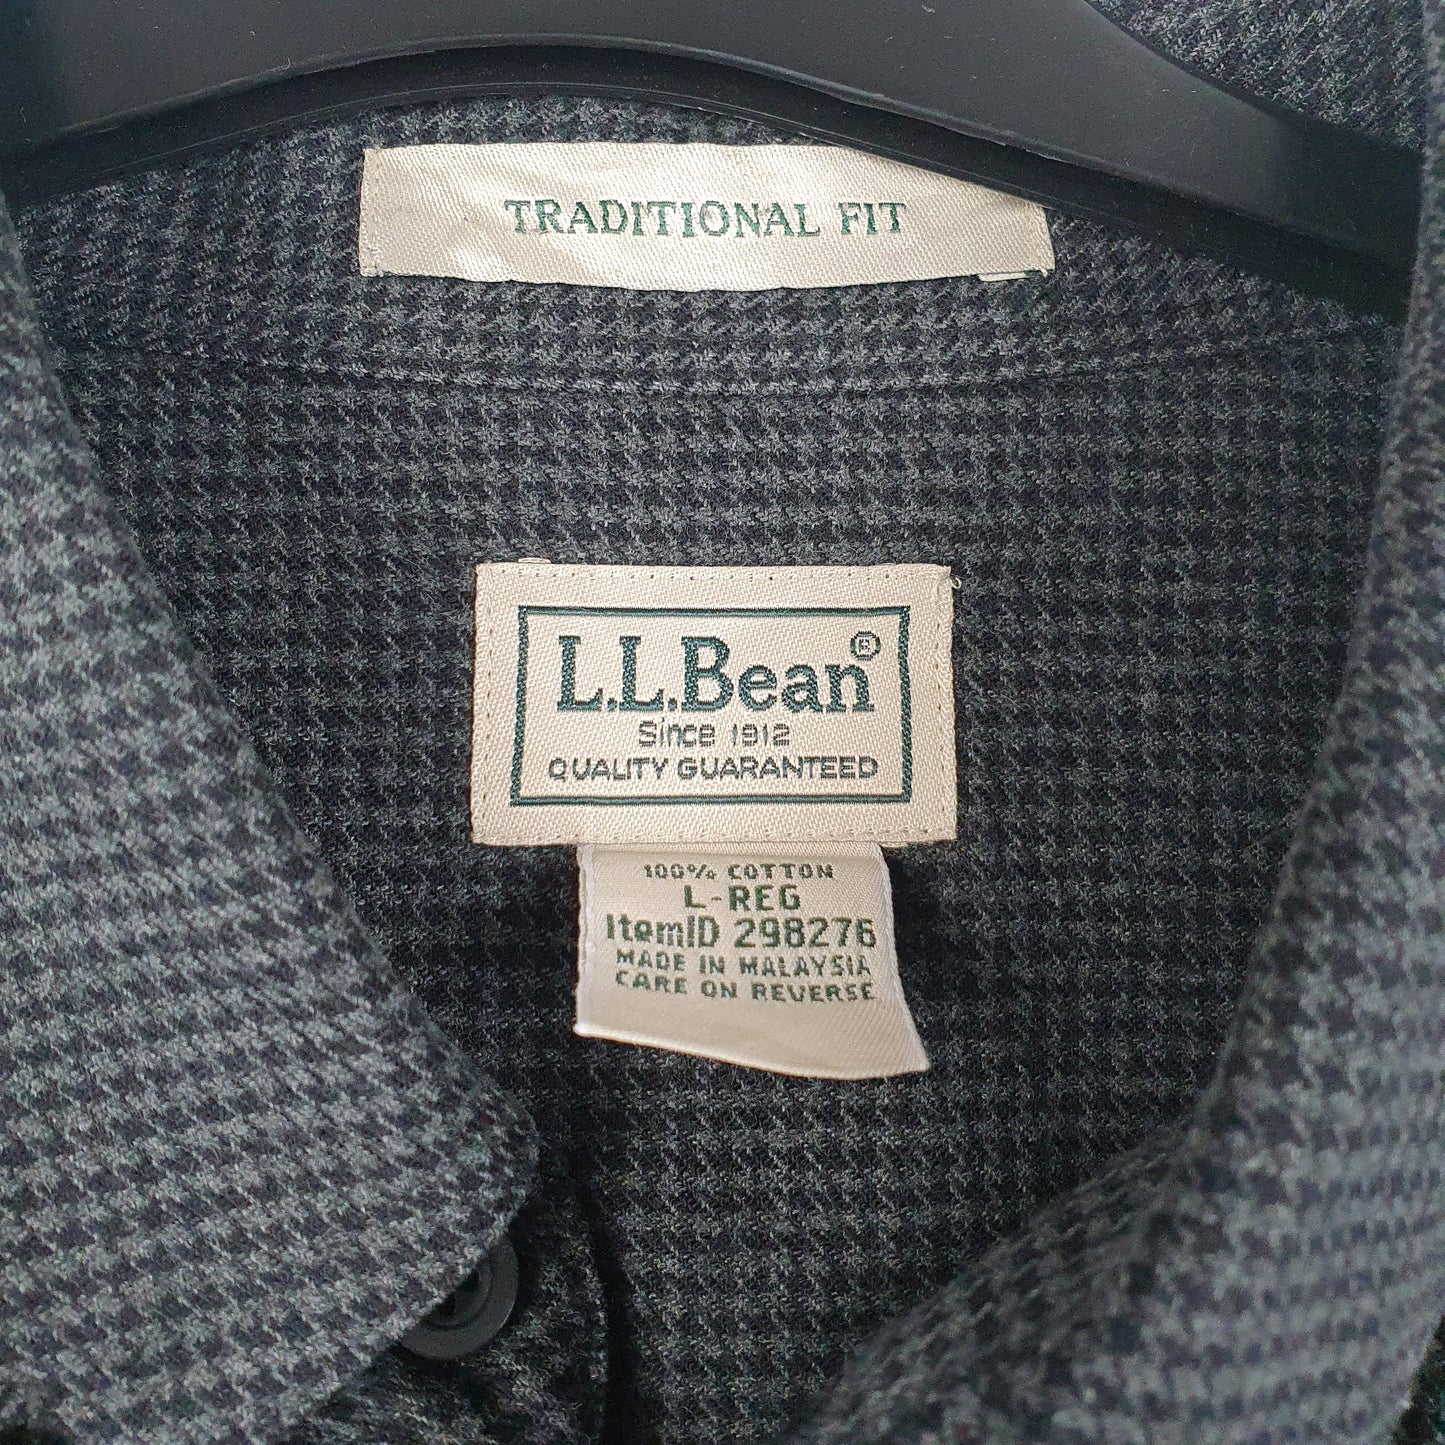 TRADITIONAL FIT
L.L.Bean®
Since 1912
QUALITY GUARANTEED
100% COTTON
L-REG
ItemID 298276
MADE IN MALAYSIA
CARE ON REVERSE